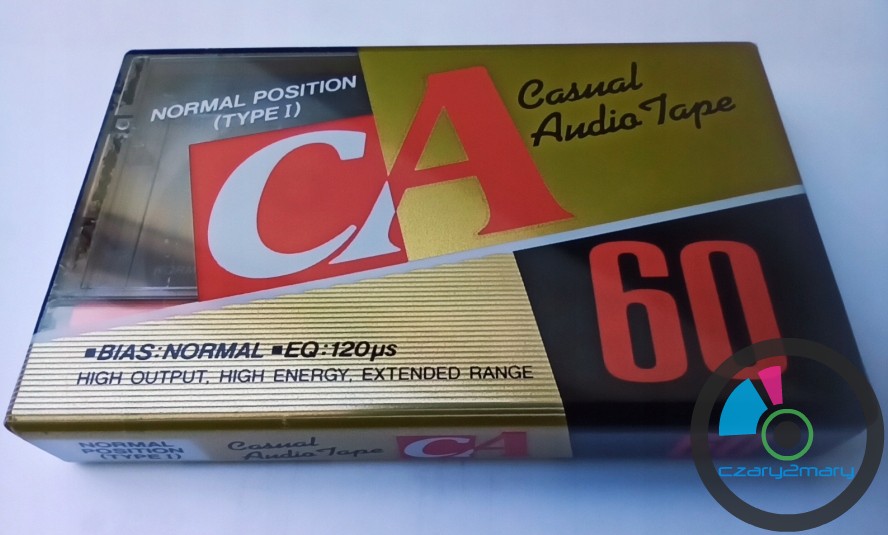 NORMAL POSITION
(TYPE I)
CA
Casual
Audio Tape
60
▪BIAS:NORMAL ▪EQ:120µs
HIGH OUTPUT, HIGH ENERGY, EXTENDED RANGE
NORMAL
POSITION
(TYPE I)
Casual
Audio Tape
CA
czary2mary